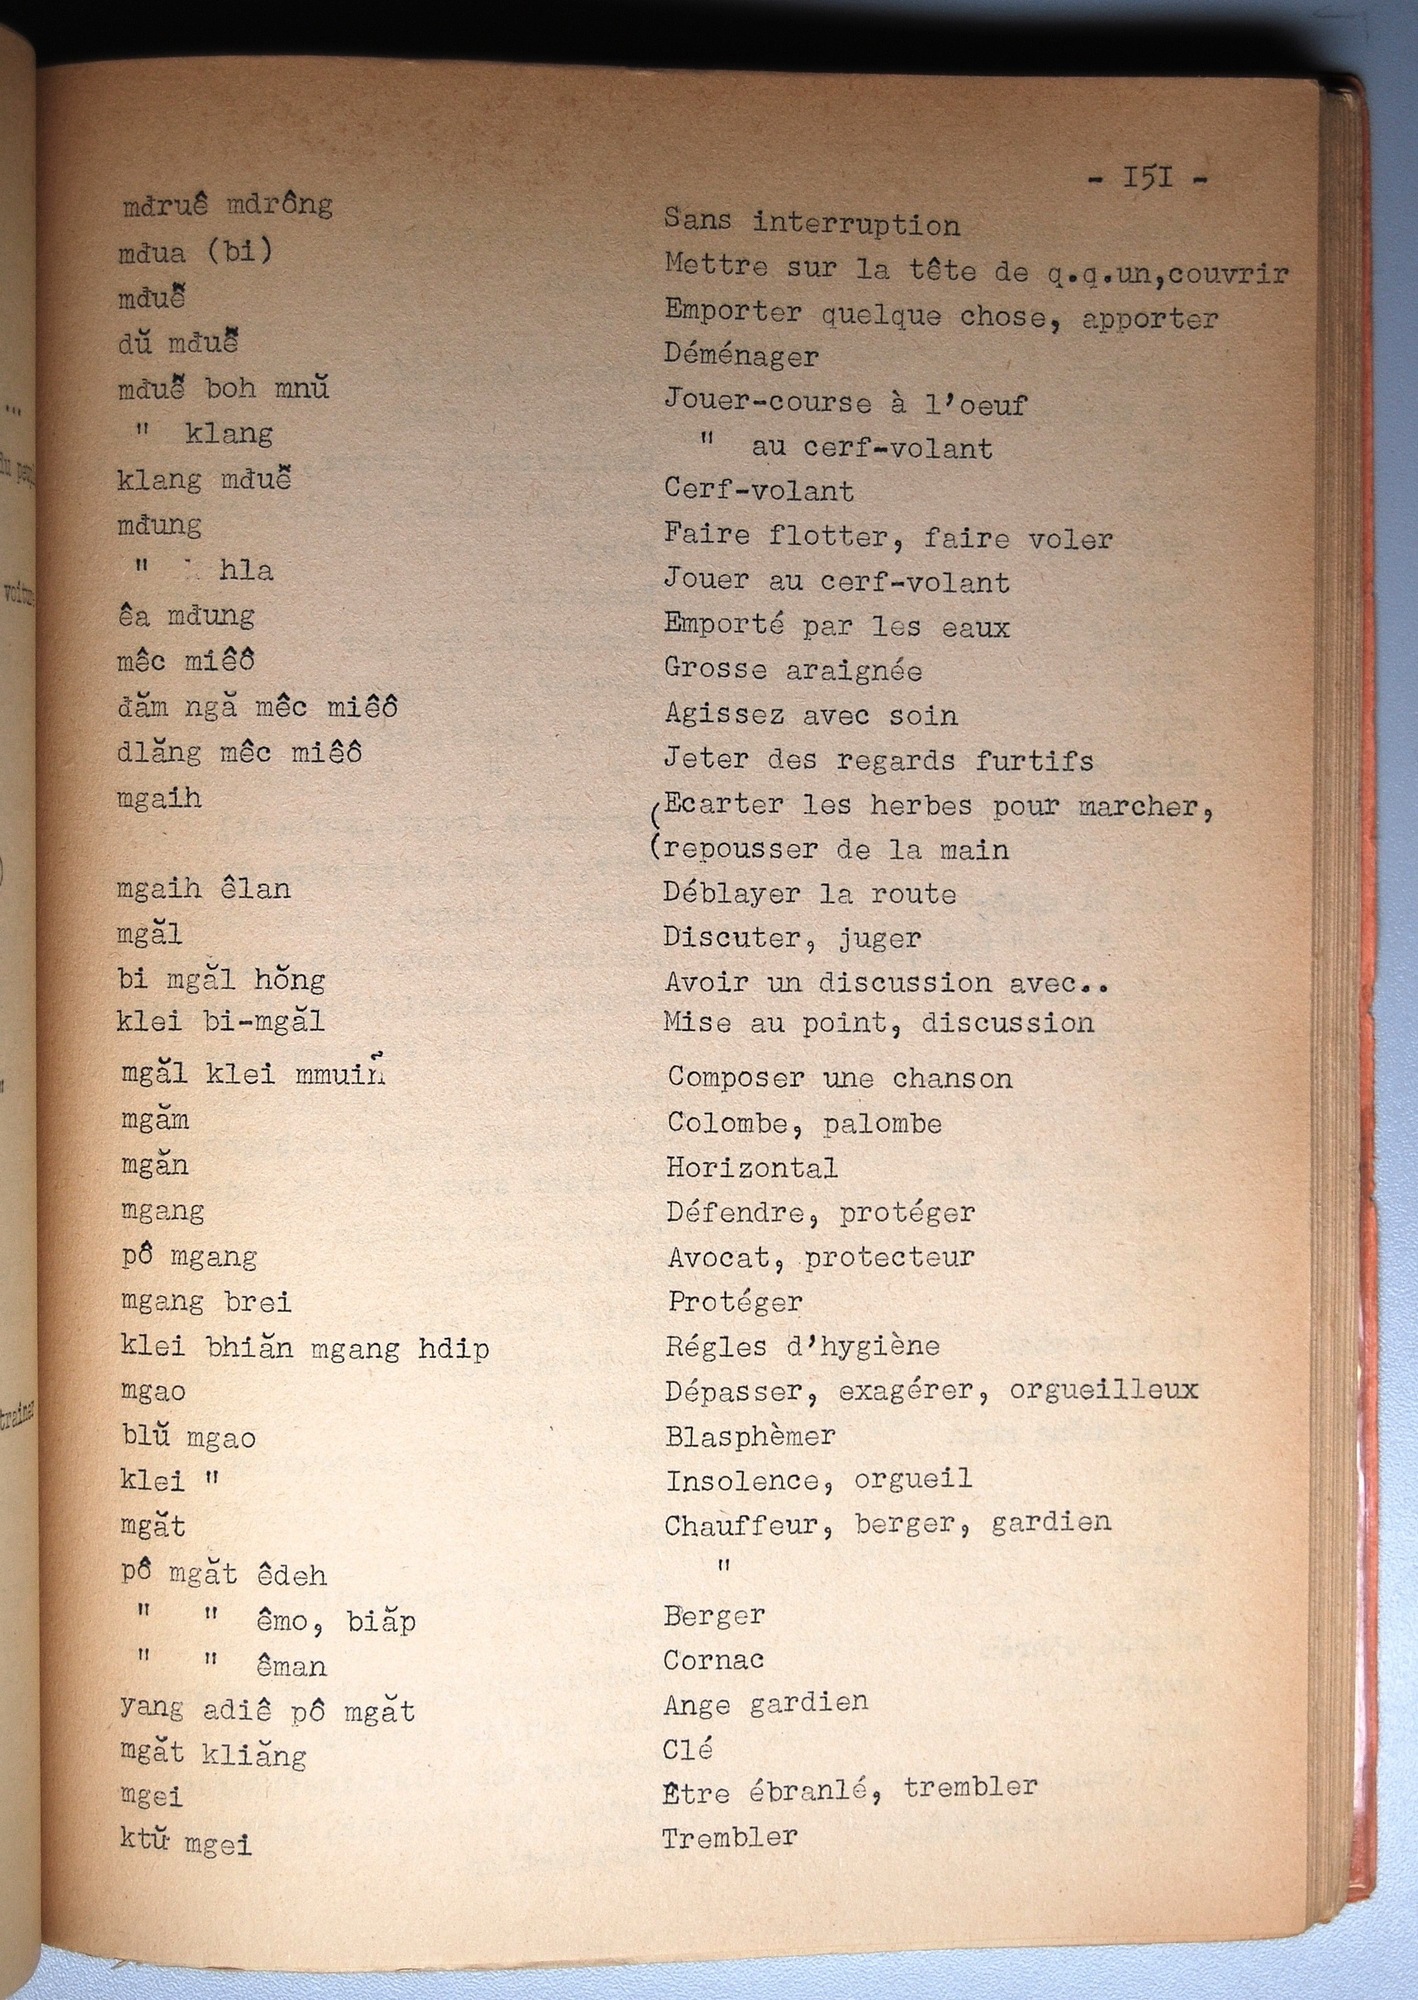 - I5I -
mđruê mdrông Sans interruption
mđua (bi) Mettre sur la tête de q.q.un,couvrir
mđuê̆ Emporter quelque chose, apporter
dŭ mđuê̆ Déménager
mđuê̆ boh mnŭ Jouer-course à l'oeuf
" klang " au cerf-volant
klang mđuê̆ Cerf-volant
mđung Faire flotter, faire voler
" hla Jouer au cerf-volant
êa mđung Emporté par les eaux
mêc miêô Grosse araignée
đăm ngă mêc miêô Agissez avec soin
dlăng mêc miêô Jeter des regards furtifs
mgaih (Ecarter les herbes pour marcher,
(repousser de la main
mgaih êlan Déblayer la route
mgăl Discuter, juger
bi mgăl hŏng Avoir un discussion avec..
klei bi-mgăl Mise au point, discussion
mgăl klei mmuiñ Composer une chanson
mgăm Colombe, palombe
mgăn Horizontal
mgang Défendre, protéger
pô mgang Avocat, protecteur
mgang brei Protéger
klei bhiăn mgang hdip Régles d'hygiène
mgao Dépasser, exagérer, orgueilleux
blŭ mgao Blasphèmer
klei " Insolence, orgueil
mgăt Chauffeur, berger, gardien
pô mgăt êdeh "
" " êmo, biăp Berger
" " êman Cornac
yang adiê pô mgăt Ange gardien
mgăt kliăng Clé
mgei Etre ébranlé, trembler
ktư̆ mgei Trembler